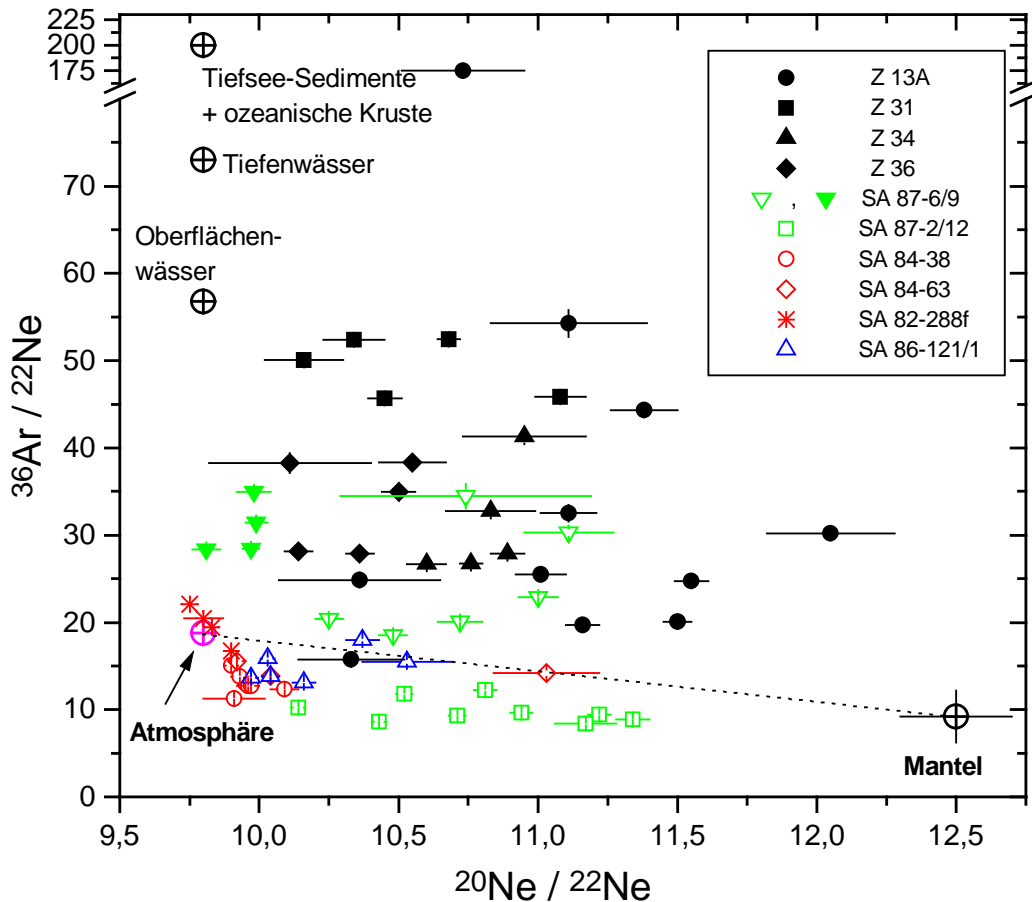 225
200
175
70
60
50
40
30
20
10
0
36Ar / 22Ne
Tiefsee-Sedimente
+ ozeanische Kruste
Tiefenwässer
Oberflächen-
wässer
Atmosphäre
Mantel
Z 13A
Z 31
Z 34
Z 36
, SA 87-6/9
SA 87-2/12
SA 84-38
SA 84-63
SA 82-288f
SA 86-121/1
9,5 10,0 10,5 11,0 11,5 12,0 12,5
20Ne / 22Ne